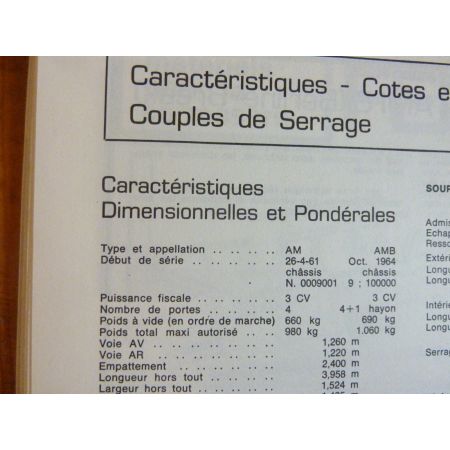 Caractéristiques - Cotes e
Couples de Serrage
Caractéristiques
Dimensionnelles et Pondérales
Type et appellation .. .. .. .. AM AMB
Début de série .. .. .. .. .. 26-4-61 Oct. 1964
châssis châssis
N. 0009001 9 ; 100000
Puissance fiscale .. .. .. .. .. 3 CV 3 CV
Nombre de portes .. .. .. .. 4 4+1 hayon
Poids à vide (en ordre de marche) 660 kg 690 kg
Poids total maxi autorisé .. .. 980 kg 1.060 kg
Voie AV .. .. .. .. .. .. 1,260 m
Voie AR .. .. .. .. .. .. 1,220 m
Empattement .. .. .. .. .. 2,400 m
Longueur hors tout .. .. .. .. 3,958 m
Largeur hors tout .. .. .. .. 1,524 m
SOUP
Admis
Echap
Resso
Extéri
Longu
Longu
Intérie
Longu
Longu
Serrag